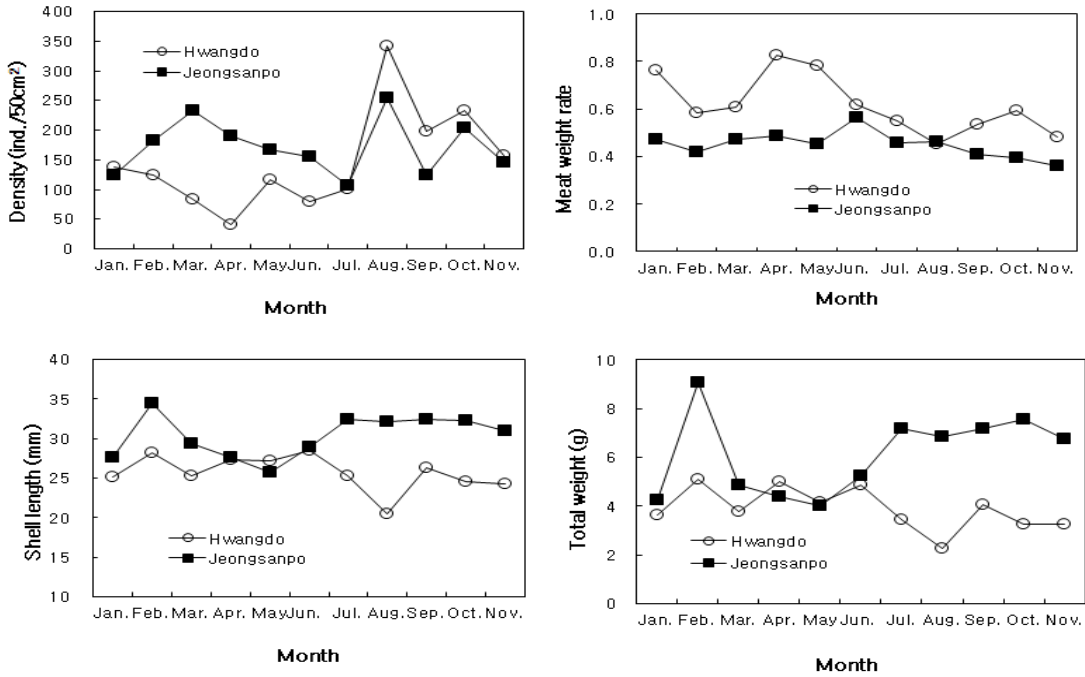 400
350
300
250
200
150
100
50
0
Density (ind./50cm²)
Hwangdo
Jeongsanpo
Jan. Feb. Mar. Apr. May Jun. Jul. Aug. Sep. Oct. Nov.
Month
1.0
0.8
0.6
0.4
0.2
0.0
Meat weight rate
Hwangdo
Jeongsanpo
Jan. Feb. Mar. Apr. May Jun. Jul. Aug. Sep. Oct. Nov.
Month
40
35
30
25
20
15
10
Shell length (mm)
Hwangdo
Jeongsanpo
Jan. Feb. Mar. Apr. May Jun. Jul. Aug. Sep. Oct. Nov.
Month
10
8
6
4
2
0
Total weight (g)
Hwangdo
Jeongsanpo
Jan. Feb. Mar. Apr. May Jun. Jul. Aug. Sep. Oct. Nov.
Month